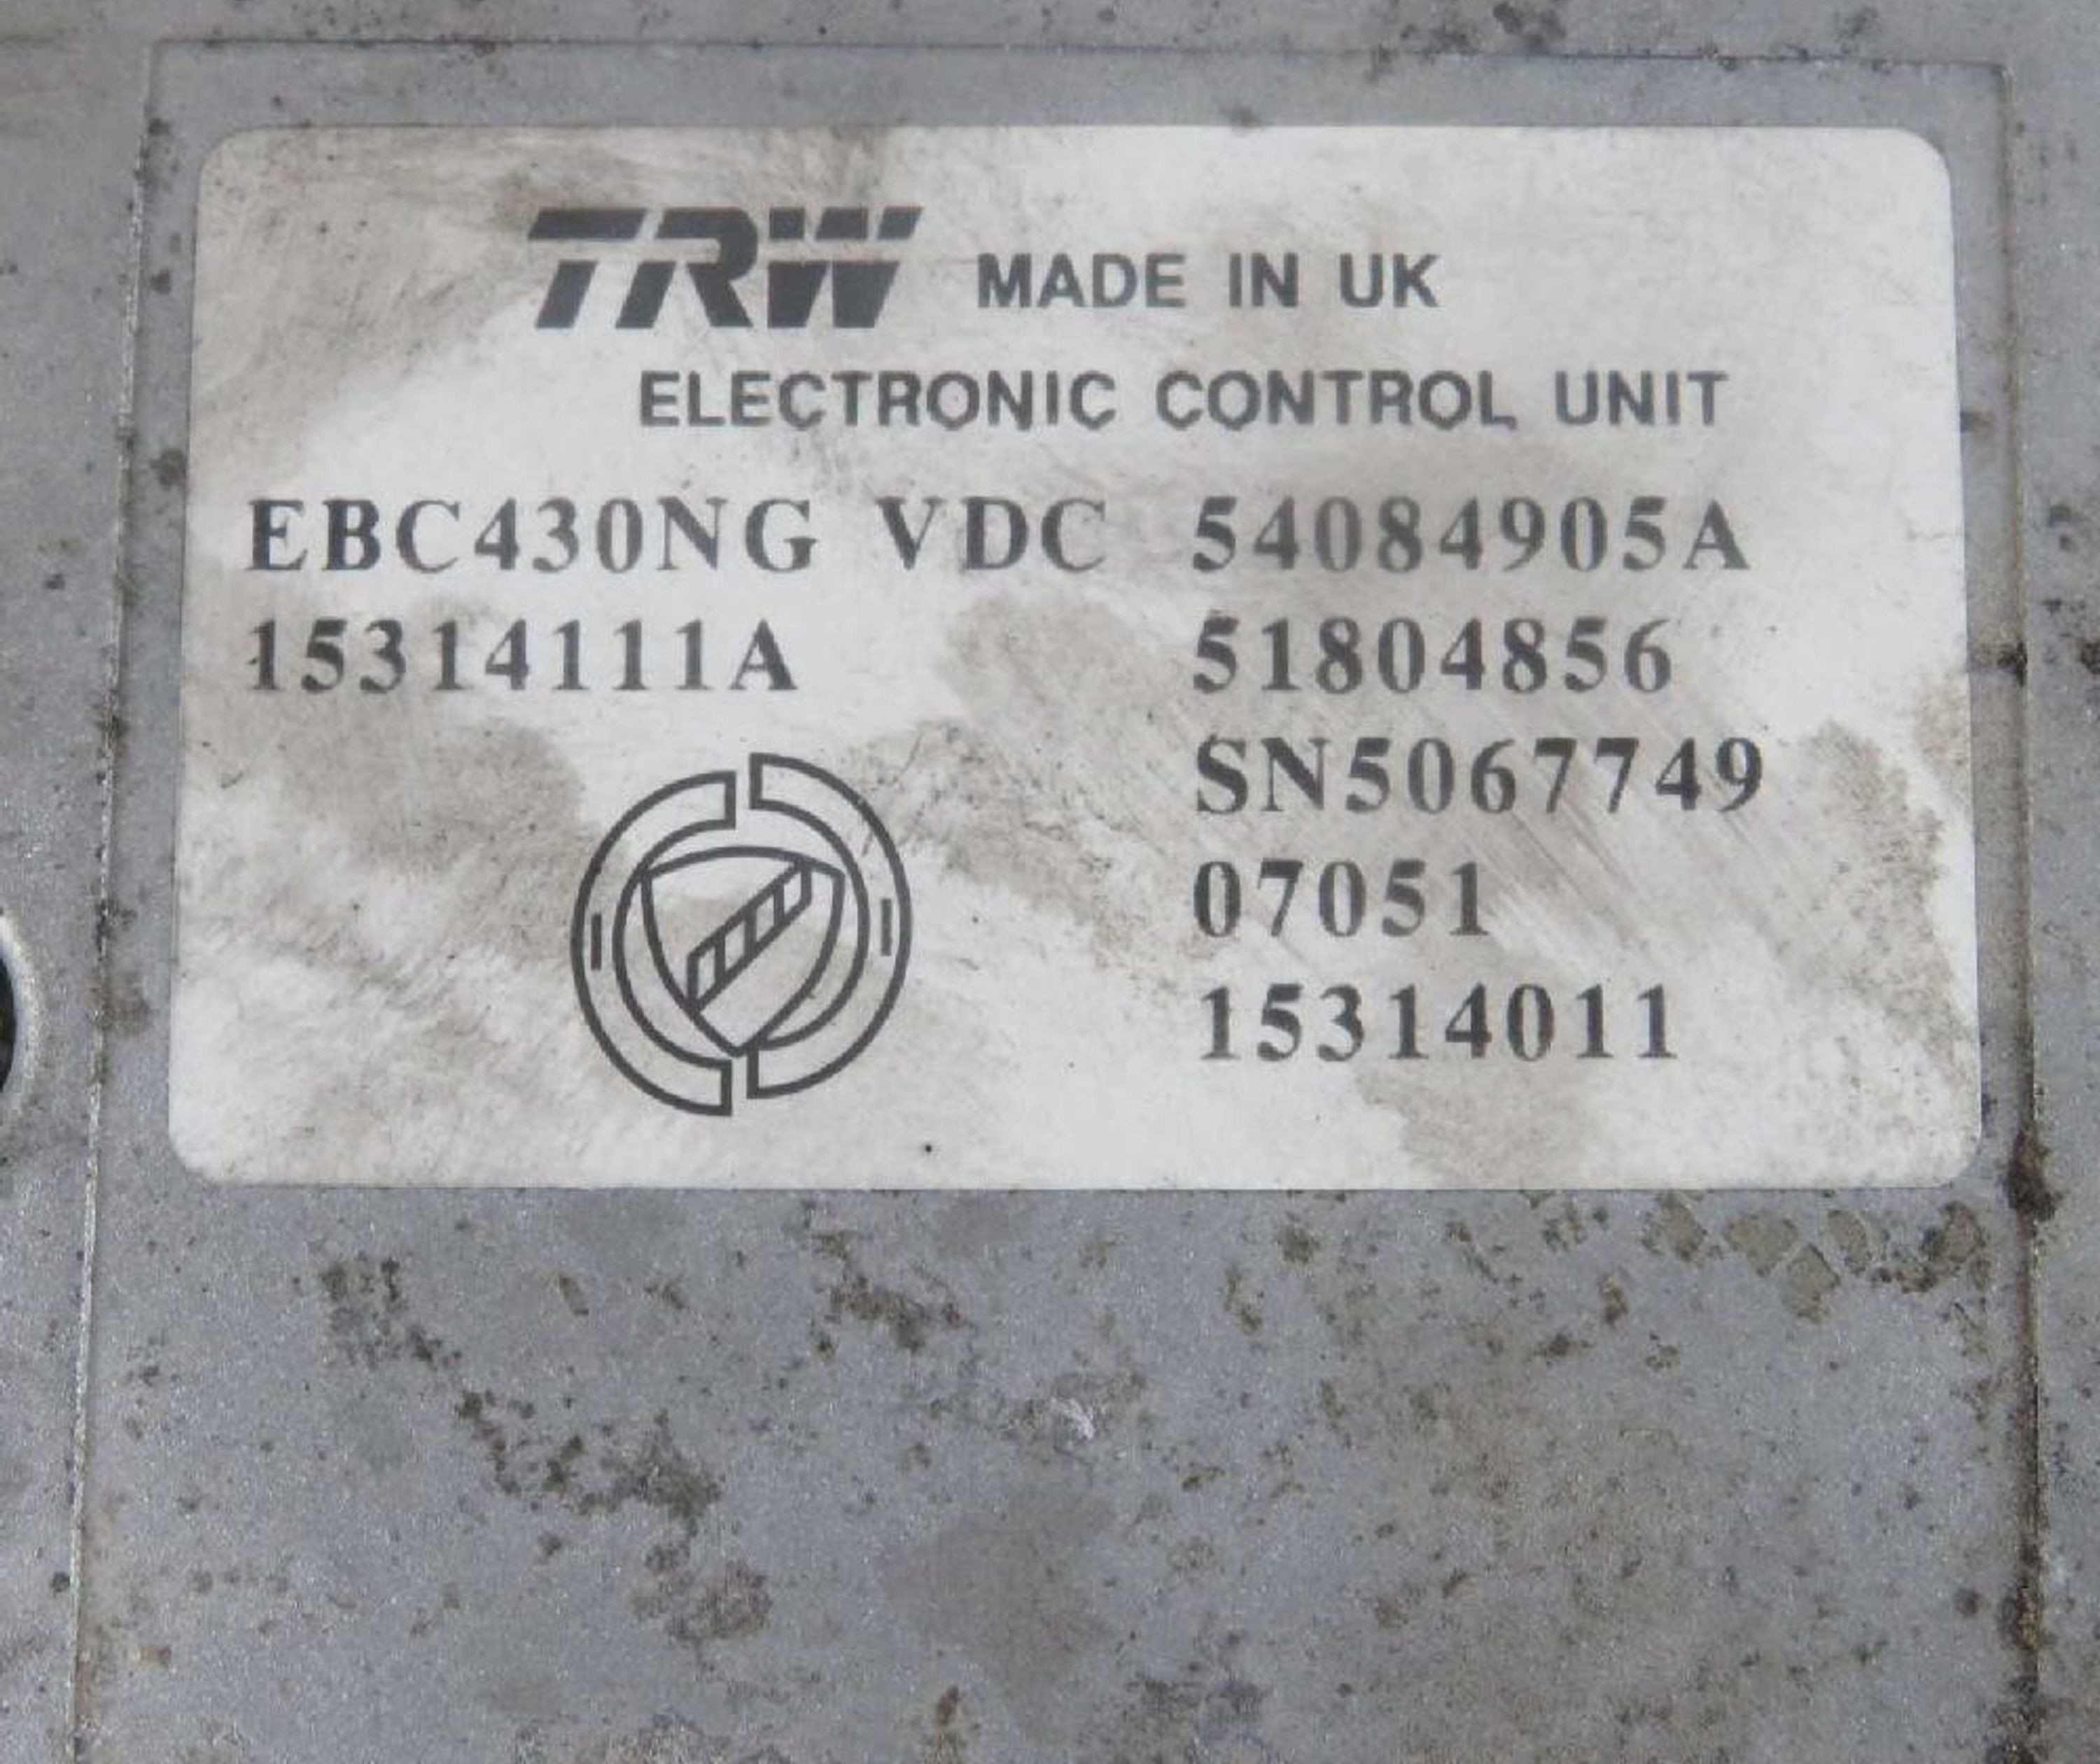 TRW MADE IN UK
ELECTRONIC CONTROL UNIT
EBC430NG VDC 54084905A
15314111A 51804856
SN5067749
07051
15314011